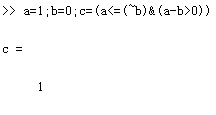 >> a=1;b=0;c=(a<=(~b)&(a-b>0))
c =
1